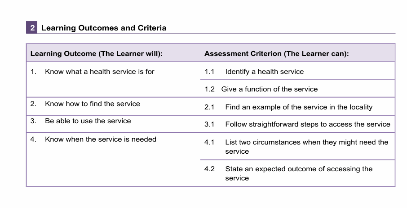 2 Learning Outcomes and Criteria
Learning Outcome (The Learner will): Assessment Criterion (The Learner can):
1. Know what a health service is for 1.1 Identify a health service
1.2 Give a function of the service
2. Know how to find the service 2.1 Find an example of the service in the locality
3. Be able to use the service 3.1 Follow straightforward steps to access the service
4. Know when the service is needed 4.1 List two circumstances when they might need the
service
4.2 State an expected outcome of accessing the
service